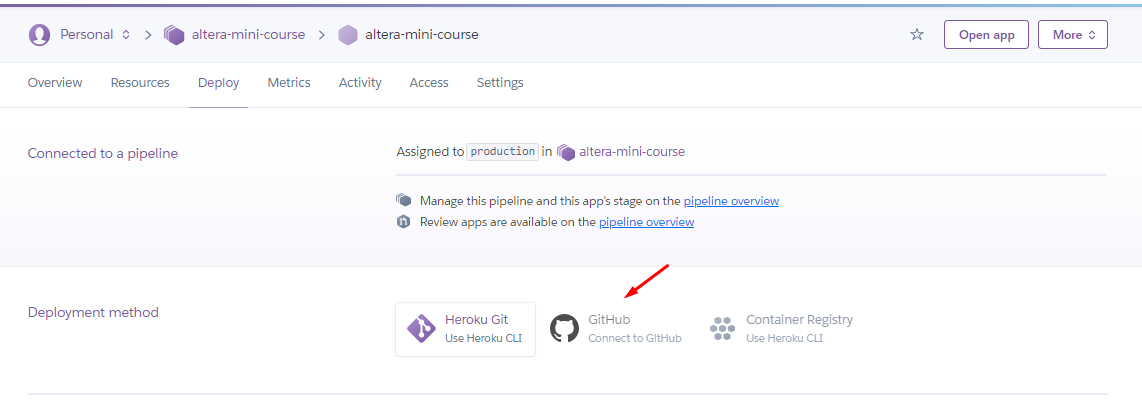 Personal altera-mini-course altera-mini-course Open app More
Overview Resources Deploy Metrics Activity Access Settings
Connected to a pipeline
Assigned to production in altera-mini-course
Manage this pipeline and this app's stage on the pipeline overview
Review apps are available on the pipeline overview
Deployment method
Heroku Git
Use Heroku CLI
GitHub
Connect to GitHub
Container Registry
Use Heroku CLI